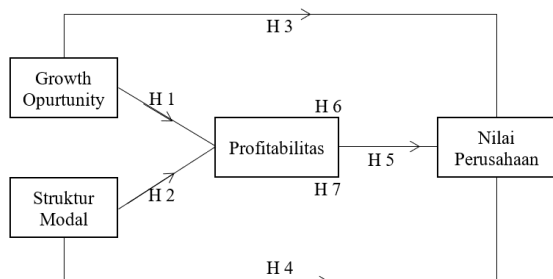 H 3
Growth
Opurtunity
H 1
H 6
Profitabilitas
H 5
Nilai
Perusahaan
H 7
Struktur
Modal
H 2
H 4